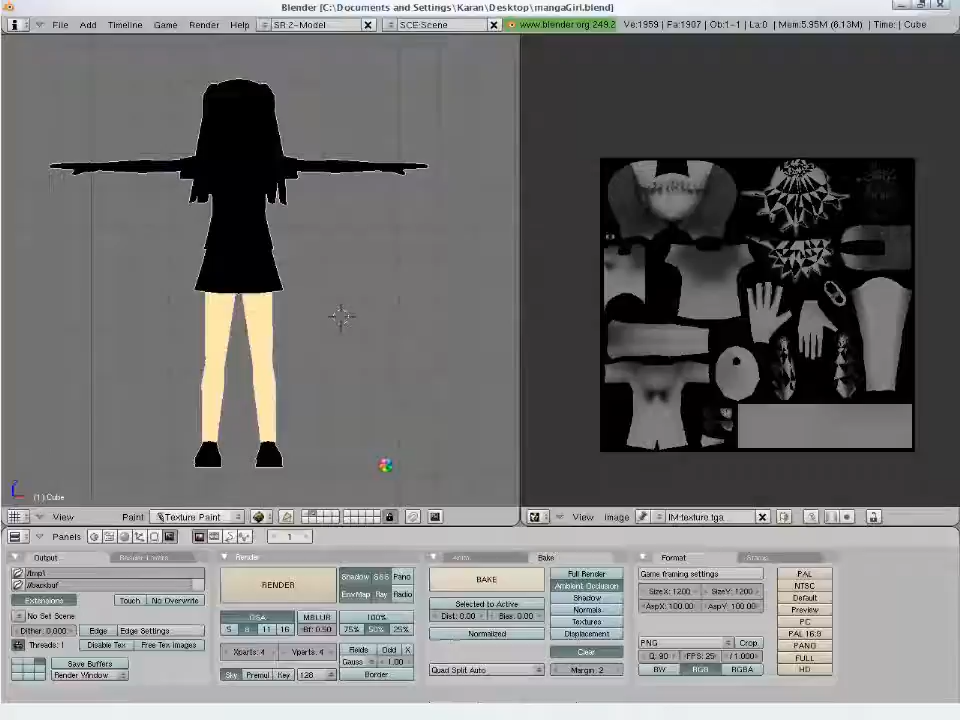 Blender [C:\Documents and Settings\Karan\Desktop\mangaGirl.blend]
File Add Timeline Game Render Help SR:2-Model SCE:Scene www.blender.org 249.2 Ve:1959 | Fa:1907 | Ob:1-1 | La:0 | Mem:5.95M (6.13M) | Time: | Cube
(1) Cube
View Paint Texture Paint
View Image IM:texture.tga
Panels 1
Output Render Layers
/tmp\
//backbuf
Extensions Touch No Overwrite
No Set Scene
Dither: 0.000 Edge Edge Settings
Threads: 1 Disable Tex Free Tex Images
Save Buffers
Render Window
Render
RENDER
Shadow SSS Pano
EnvMap Ray Radio
OSA MBLUR 100%
5 8 11 16 Bf: 0.50 75% 50% 25%
Xparts: 4 Yparts: 4 Fields Odd X
Gauss 1.00
Sky Premul Key 128 Border
Anim Bake
BAKE
Selected to Active
Dist: 0.00 Bias: 0.00
Normalized
Quad Split Auto
Full Render
Ambient Occlusion
Shadow
Normals
Textures
Displacement
Clear
Margin: 2
Format
Game framing settings
SizeX: 1200 SizeY: 1200
AspX: 100.00 AspY: 100.00
PNG Crop
Q: 90 FPS: 25 / 1.000
BW RGB RGBA
PAL
NTSC
Default
Preview
PC
PAL 16:9
PANO
FULL
HD